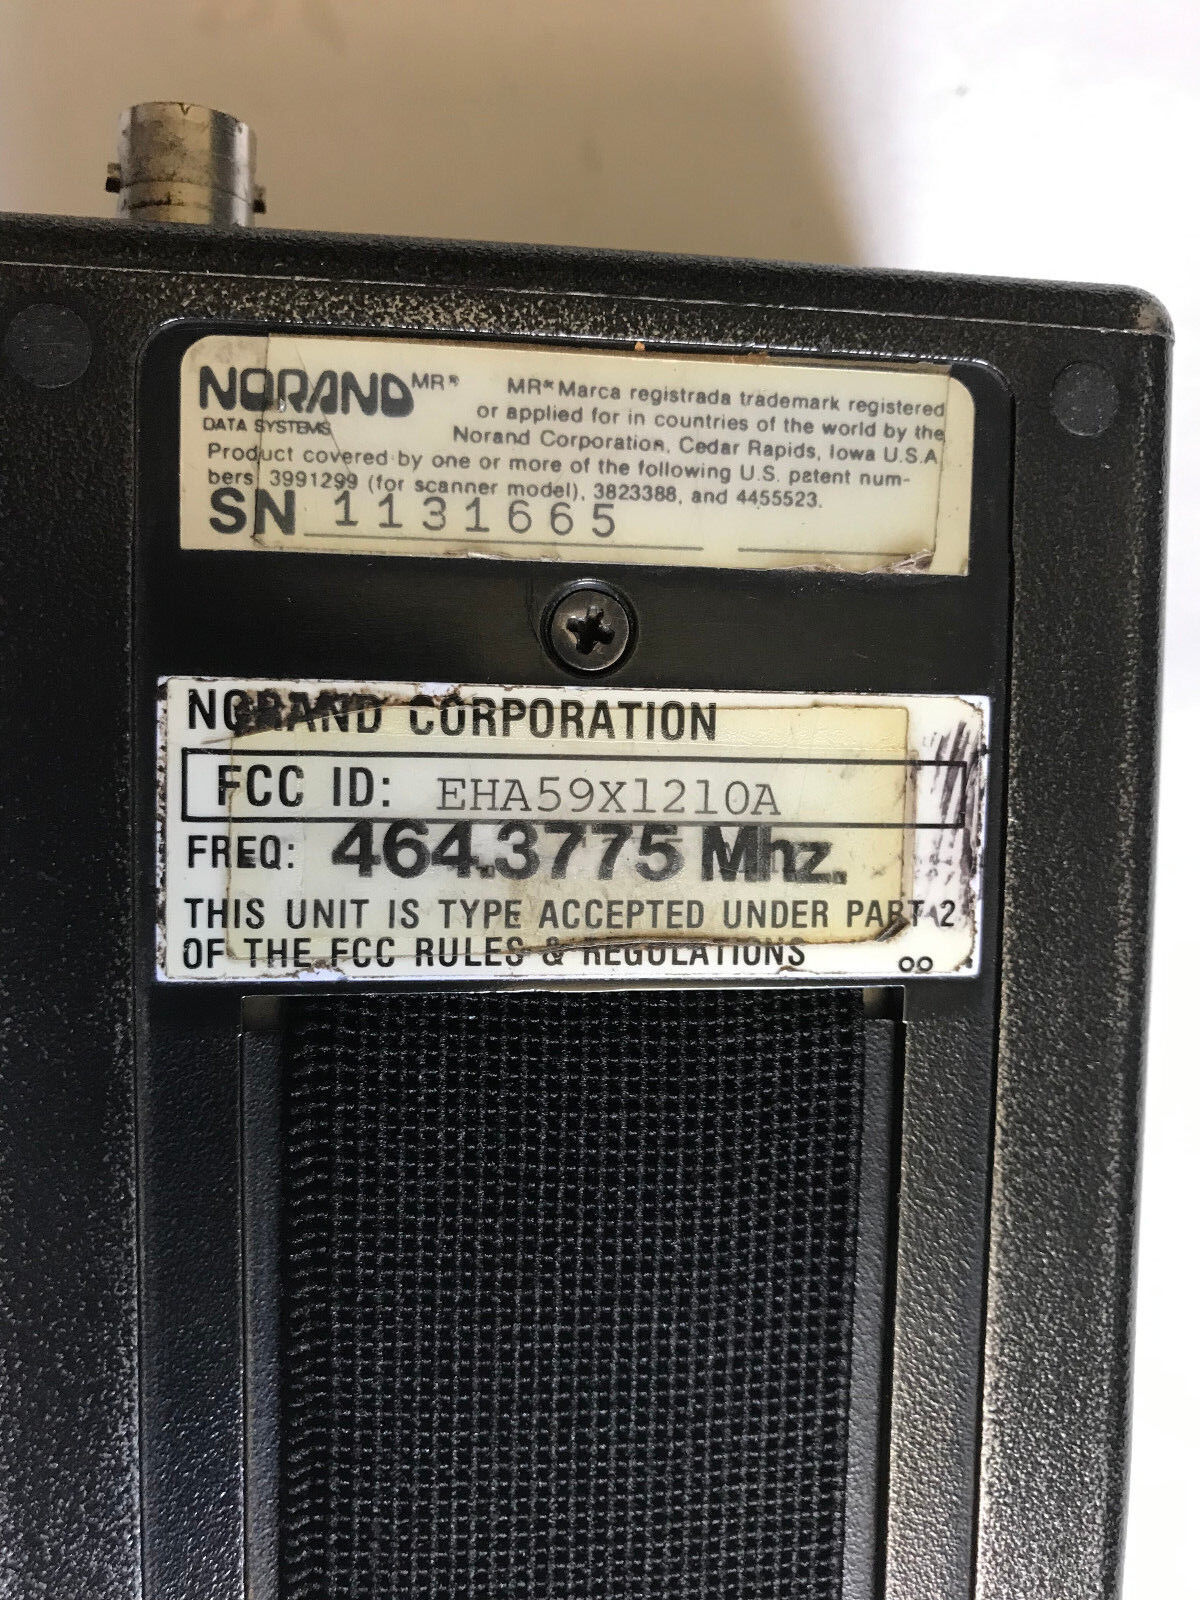 NORAND MR*
DATA SYSTEMS
MR* Marca registrada trademark registered
or applied for in countries of the world by the
Norand Corporation, Cedar Rapids, Iowa U.S.A.
Product covered by one or more of the following U.S. patent num-
bers 3991299 (for scanner model), 3823388, and 4455523.
SN 1131665
NORAND CORPORATION
FCC ID: EHA59X1210A
FREQ: 464.3775 Mhz.
THIS UNIT IS TYPE ACCEPTED UNDER PART 2
OF THE FCC RULES & REGULATIONS